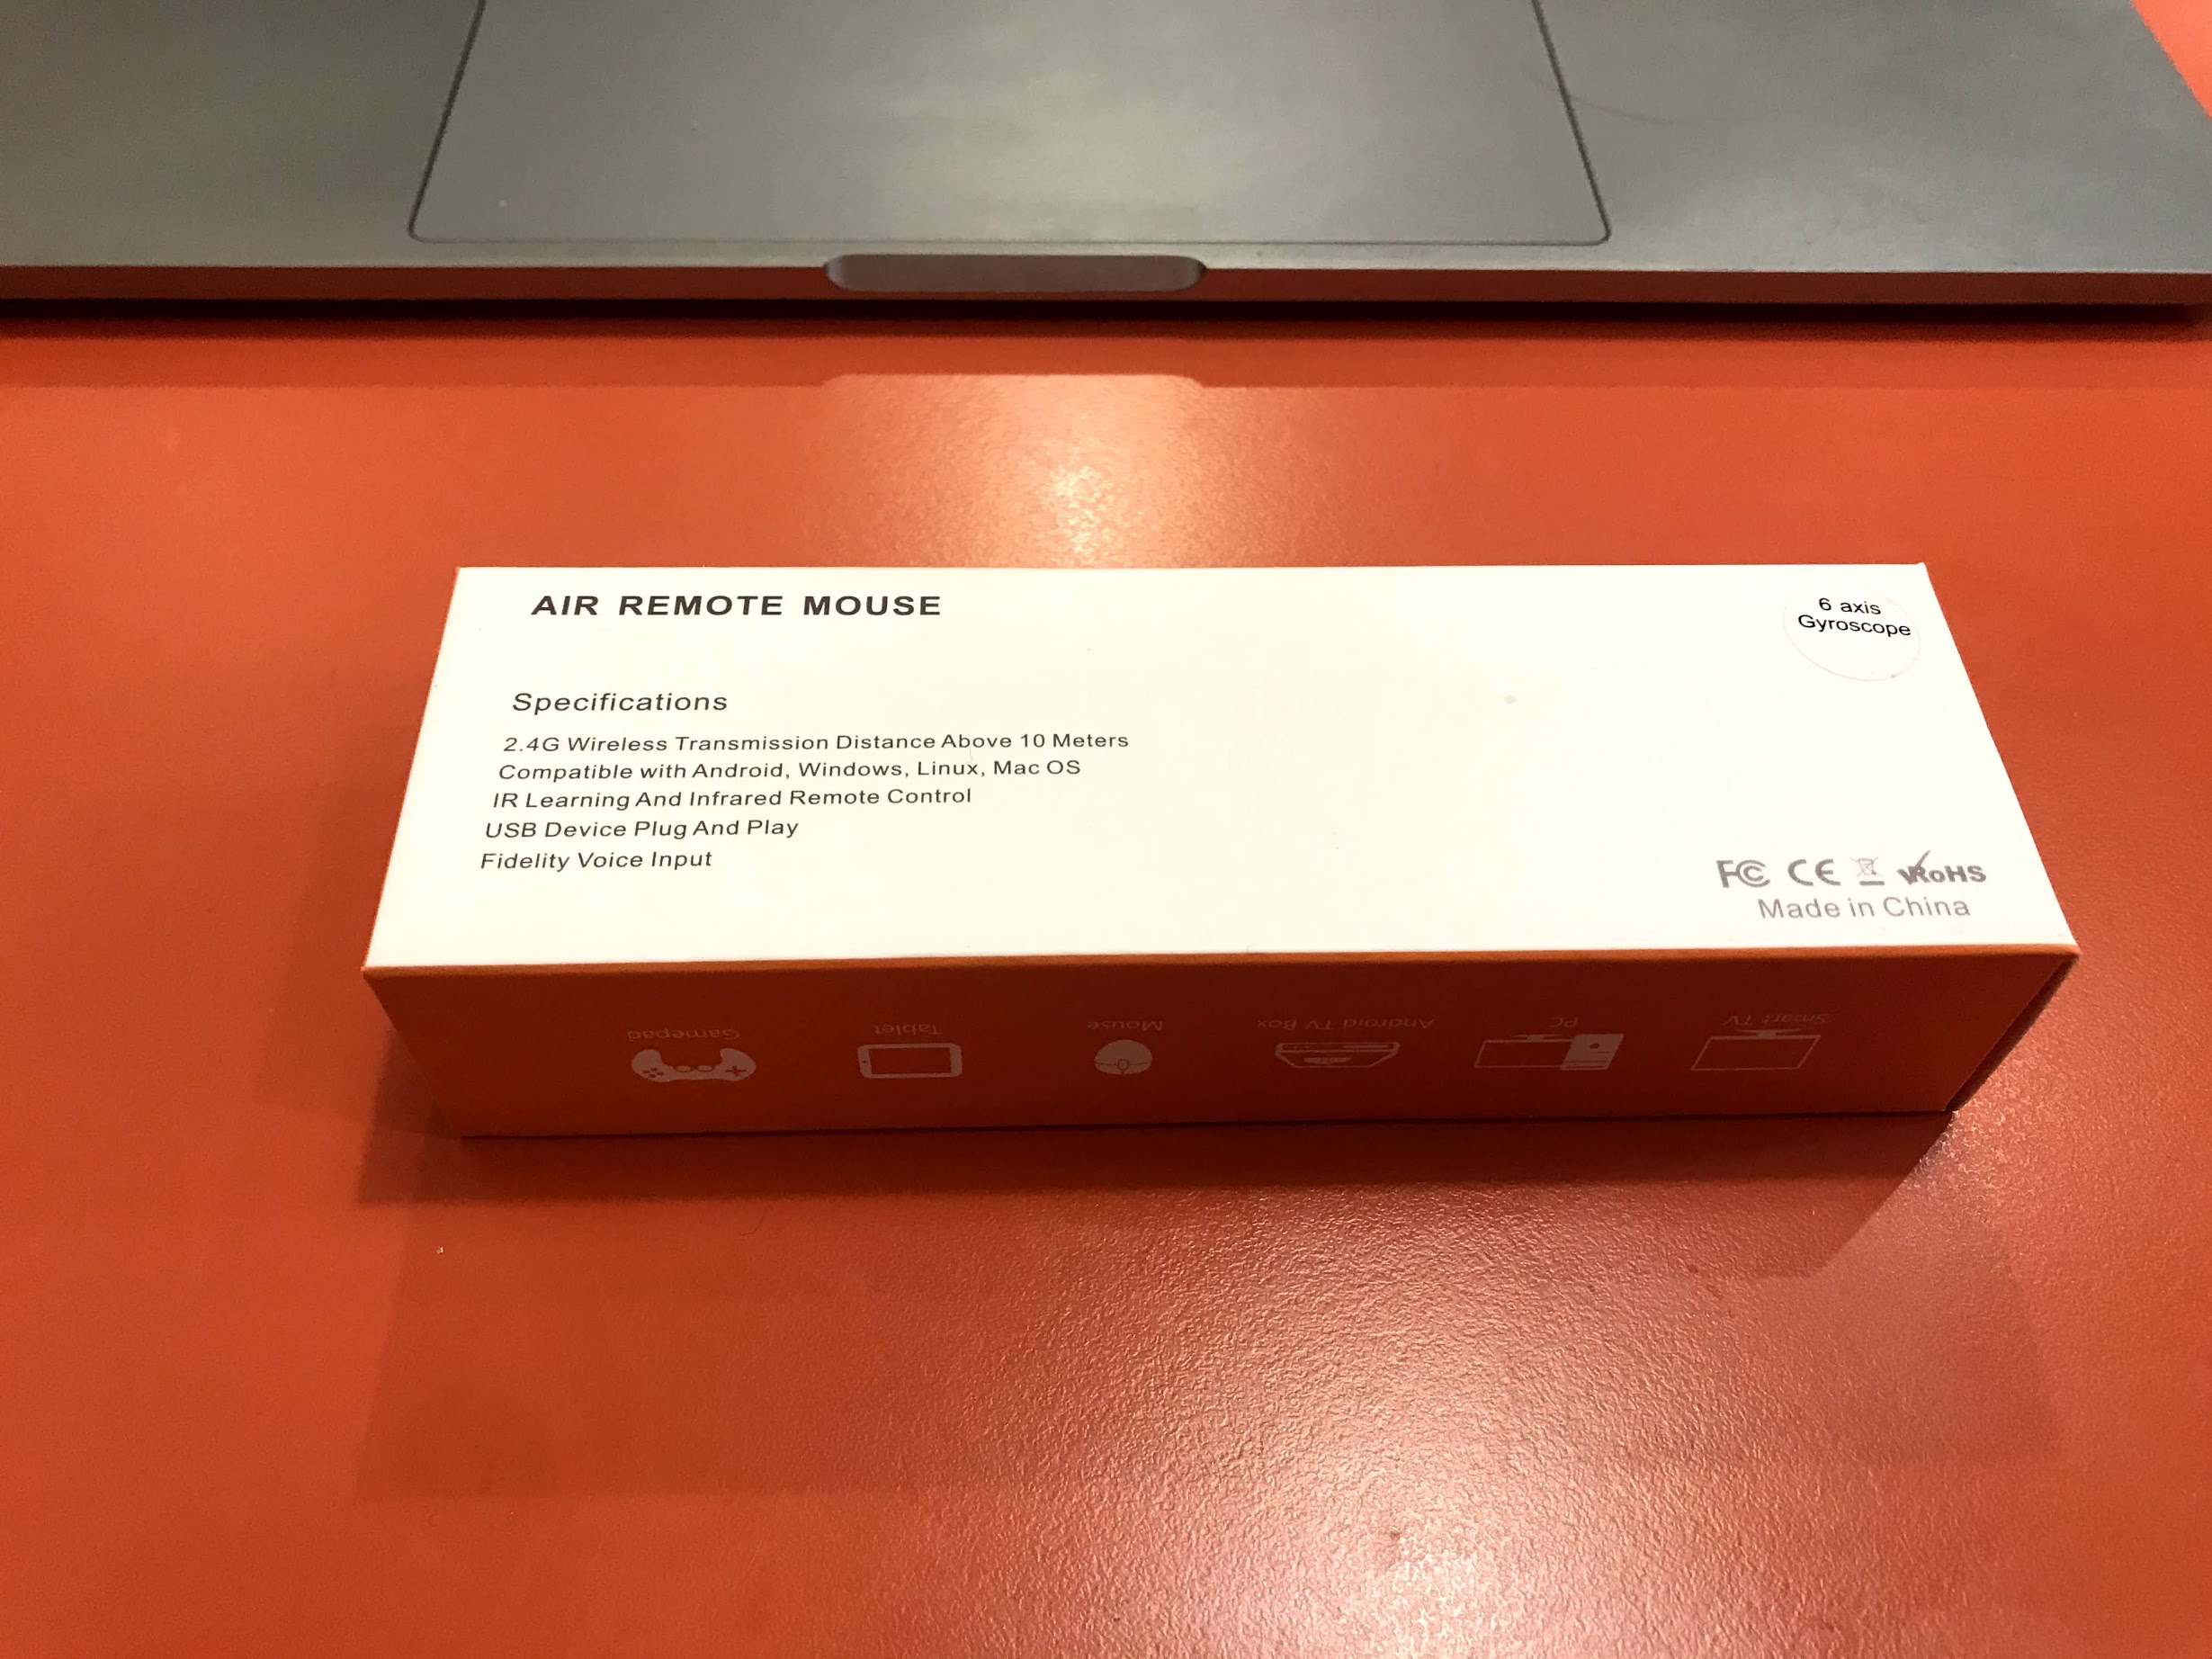 AIR REMOTE MOUSE
6 axis
Gyroscope
Specifications
2.4G Wireless Transmission Distance Above 10 Meters
Compatible with Android, Windows, Linux, Mac OS
IR Learning And Infrared Remote Control
USB Device Plug And Play
Fidelity Voice Input
FC CE RoHS
Made in China
Gamepad
Tablet
Mouse
Android TV Box
PC
Smart TV